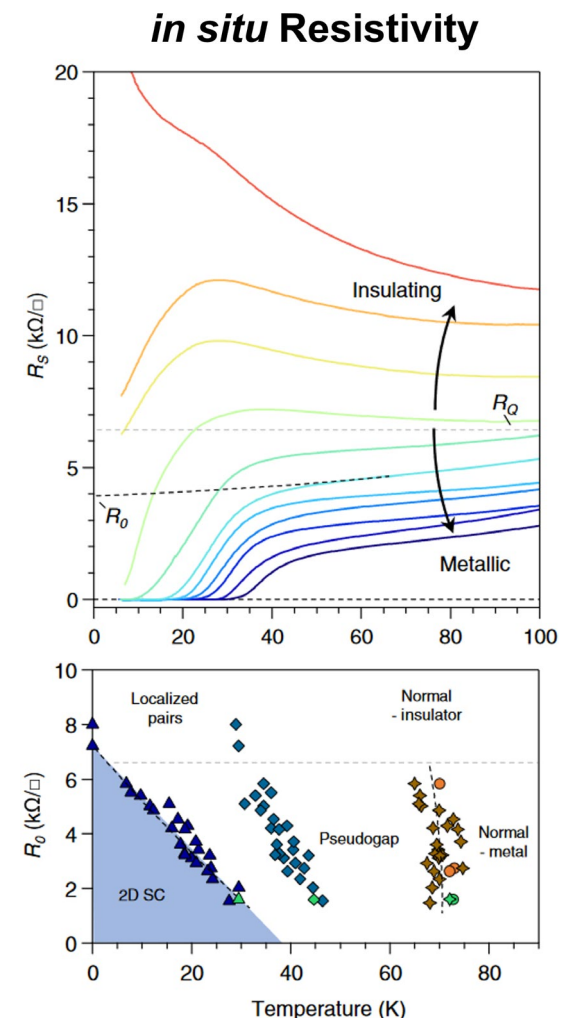 in situ Resistivity
20
15
10
5
0
R_S (kΩ/□)
Insulating
R_Q
R_0
Metallic
0 20 40 60 80 100
10
8
6
4
2
0
R_0 (kΩ/□)
Localized
pairs
Normal
- insulator
Pseudogap
Normal
- metal
2D SC
0 20 40 60 80
Temperature (K)